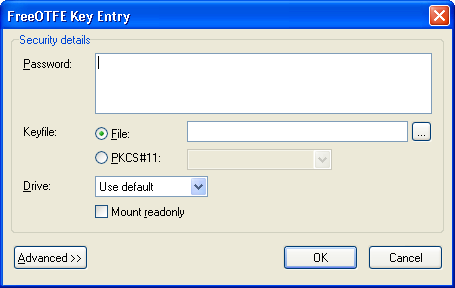 FreeOTFE Key Entry
Security details
Password:
Keyfile:
File:
...
PKCS#11:
Drive:
Use default
Mount readonly
Advanced >>
OK
Cancel